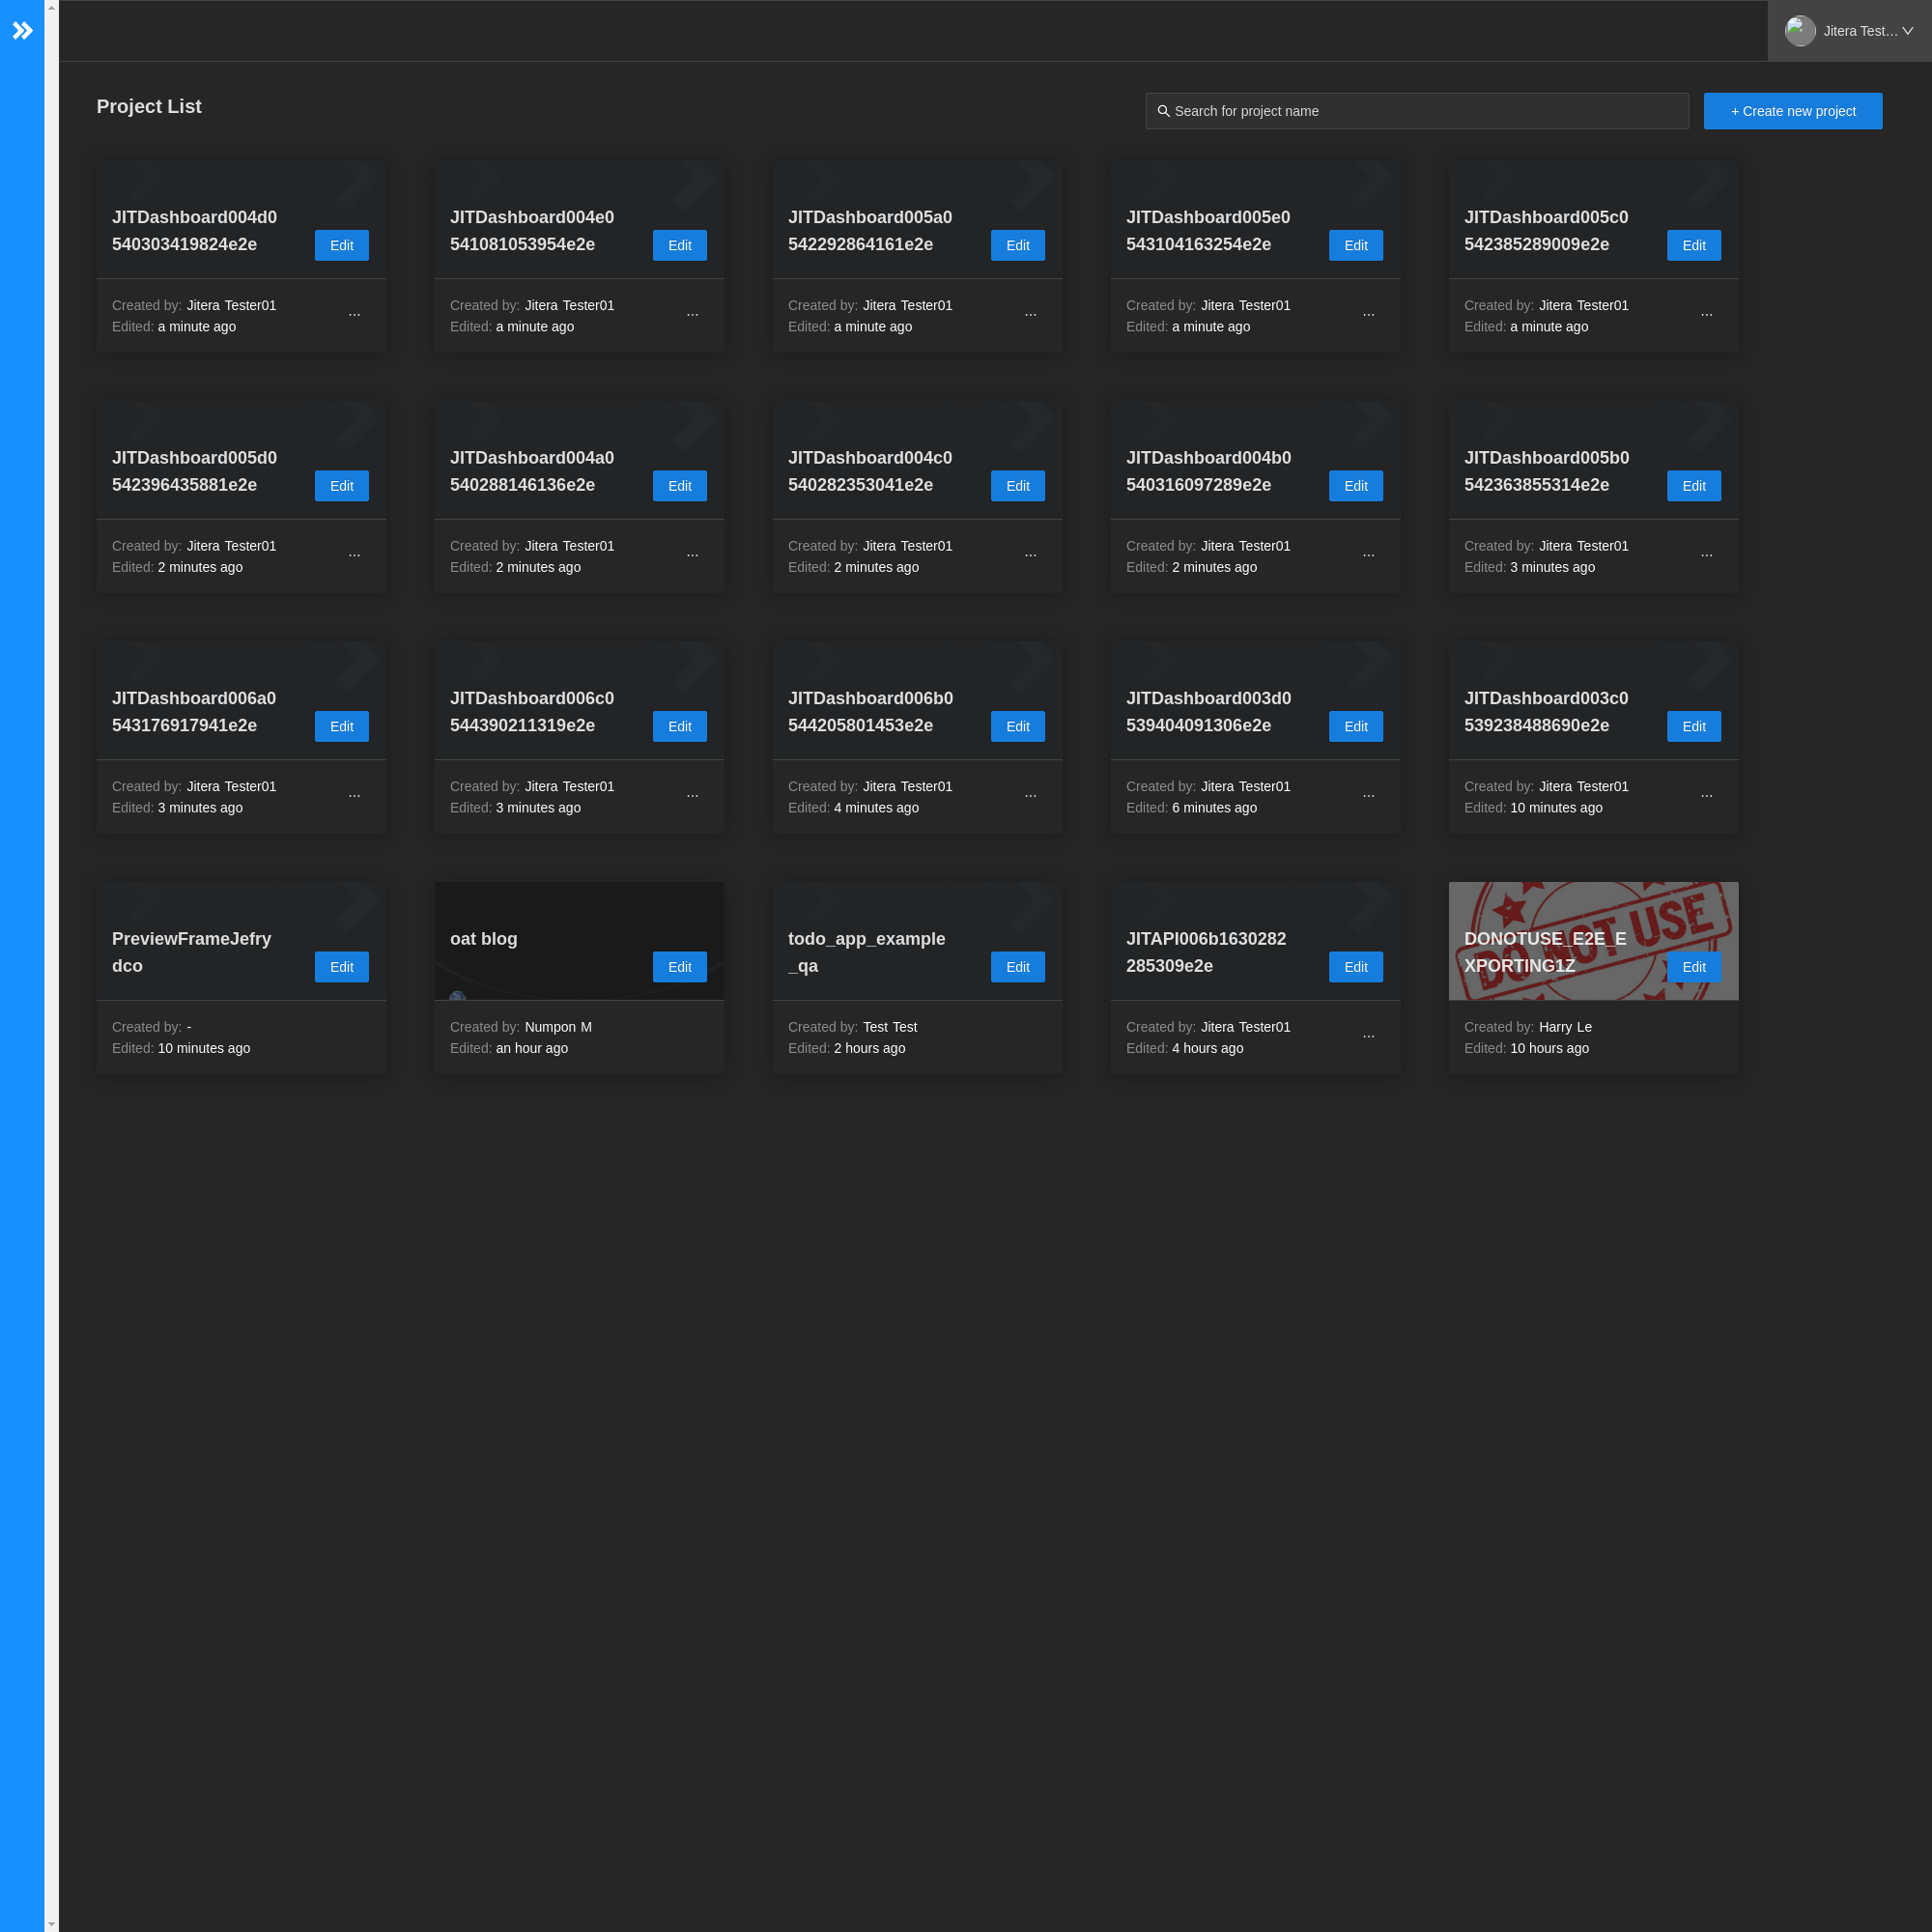 Jitera Test...
Project List
Search for project name
+ Create new project
JITDashboard004d0
540303419824e2e
Edit
Created by: Jitera Tester01
Edited: a minute ago
...
JITDashboard004e0
541081053954e2e
Edit
Created by: Jitera Tester01
Edited: a minute ago
...
JITDashboard005a0
542292864161e2e
Edit
Created by: Jitera Tester01
Edited: a minute ago
...
JITDashboard005e0
543104163254e2e
Edit
Created by: Jitera Tester01
Edited: a minute ago
...
JITDashboard005c0
542385289009e2e
Edit
Created by: Jitera Tester01
Edited: a minute ago
...
JITDashboard005d0
542396435881e2e
Edit
Created by: Jitera Tester01
Edited: 2 minutes ago
...
JITDashboard004a0
540288146136e2e
Edit
Created by: Jitera Tester01
Edited: 2 minutes ago
...
JITDashboard004c0
540282353041e2e
Edit
Created by: Jitera Tester01
Edited: 2 minutes ago
...
JITDashboard004b0
540316097289e2e
Edit
Created by: Jitera Tester01
Edited: 2 minutes ago
...
JITDashboard005b0
542363855314e2e
Edit
Created by: Jitera Tester01
Edited: 3 minutes ago
...
JITDashboard006a0
543176917941e2e
Edit
Created by: Jitera Tester01
Edited: 3 minutes ago
...
JITDashboard006c0
544390211319e2e
Edit
Created by: Jitera Tester01
Edited: 3 minutes ago
...
JITDashboard006b0
544205801453e2e
Edit
Created by: Jitera Tester01
Edited: 4 minutes ago
...
JITDashboard003d0
539404091306e2e
Edit
Created by: Jitera Tester01
Edited: 6 minutes ago
...
JITDashboard003c0
539238488690e2e
Edit
Created by: Jitera Tester01
Edited: 10 minutes ago
...
PreviewFrameJefry
dco
Edit
Created by: -
Edited: 10 minutes ago
oat blog
Edit
Created by: Numpon M
Edited: an hour ago
todo_app_example
_qa
Edit
Created by: Test Test
Edited: 2 hours ago
JITAPI006b1630282
285309e2e
Edit
Created by: Jitera Tester01
Edited: 4 hours ago
...
DO NOT USE
DONOTUSE_E2E_E
XPORTING1Z
Edit
Created by: Harry Le
Edited: 10 hours ago